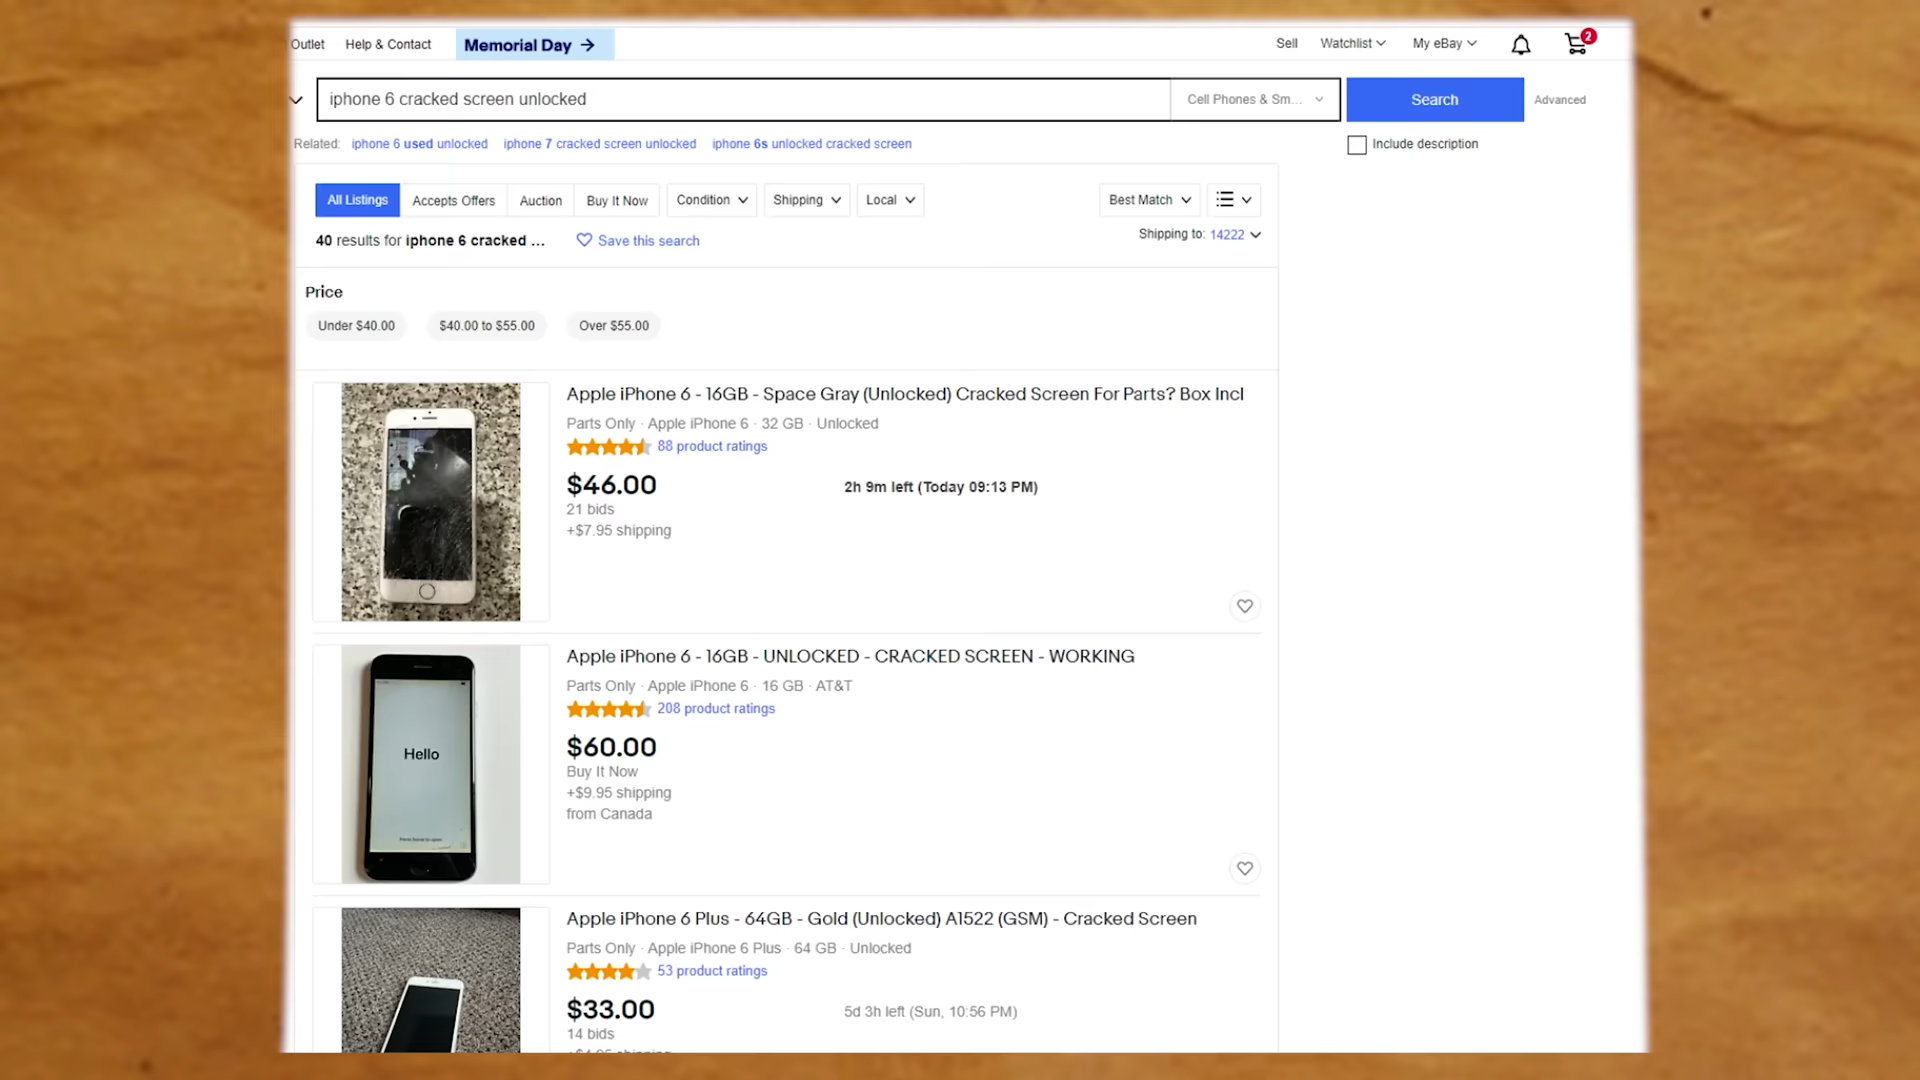 Outlet Help & Contact Memorial Day → Sell Watchlist My eBay 2
iphone 6 cracked screen unlocked Cell Phones & Sm... Search Advanced
Related: iphone 6 used unlocked iphone 7 cracked screen unlocked iphone 6s unlocked cracked screen Include description
All Listings Accepts Offers Auction Buy It Now Condition Shipping Local Best Match
40 results for iphone 6 cracked ... Save this search Shipping to: 14222
Price
Under $40.00 $40.00 to $55.00 Over $55.00
Apple iPhone 6 - 16GB - Space Gray (Unlocked) Cracked Screen For Parts? Box Incl
Parts Only · Apple iPhone 6 · 32 GB · Unlocked
88 product ratings
$46.00 2h 9m left (Today 09:13 PM)
21 bids
+$7.95 shipping
Apple iPhone 6 - 16GB - UNLOCKED - CRACKED SCREEN - WORKING
Parts Only · Apple iPhone 6 · 16 GB · AT&T
208 product ratings
$60.00
Hello
Buy It Now
+$9.95 shipping
from Canada
Apple iPhone 6 Plus - 64GB - Gold (Unlocked) A1522 (GSM) - Cracked Screen
Parts Only · Apple iPhone 6 Plus · 64 GB · Unlocked
53 product ratings
$33.00 5d 3h left (Sun, 10:56 PM)
14 bids